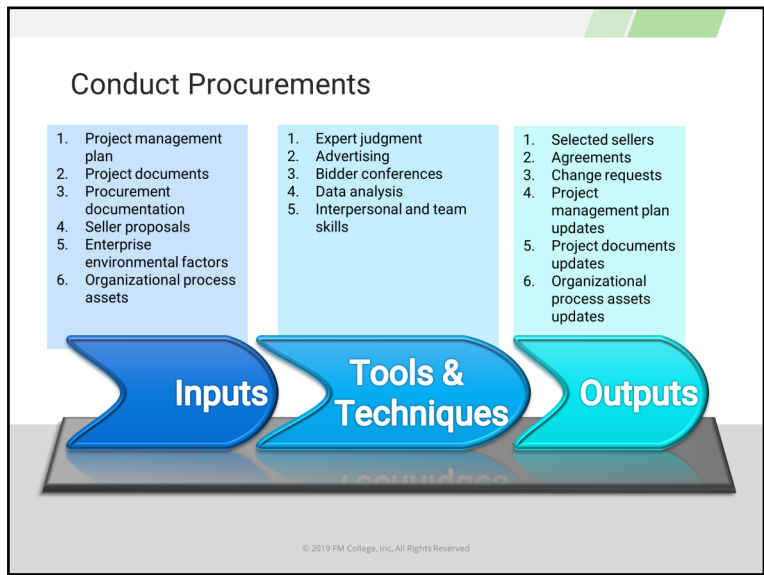 Conduct Procurements
1. Project management
plan
2. Project documents
3. Procurement
documentation
4. Seller proposals
5. Enterprise
environmental factors
6. Organizational process
assets
1. Expert judgment
2. Advertising
3. Bidder conferences
4. Data analysis
5. Interpersonal and team
skills
1. Selected sellers
2. Agreements
3. Change requests
4. Project
management plan
updates
5. Project documents
updates
6. Organizational
process assets
updates
Inputs
Tools &
Techniques
Outputs
© 2019 FM College, Inc, All Rights Reserved